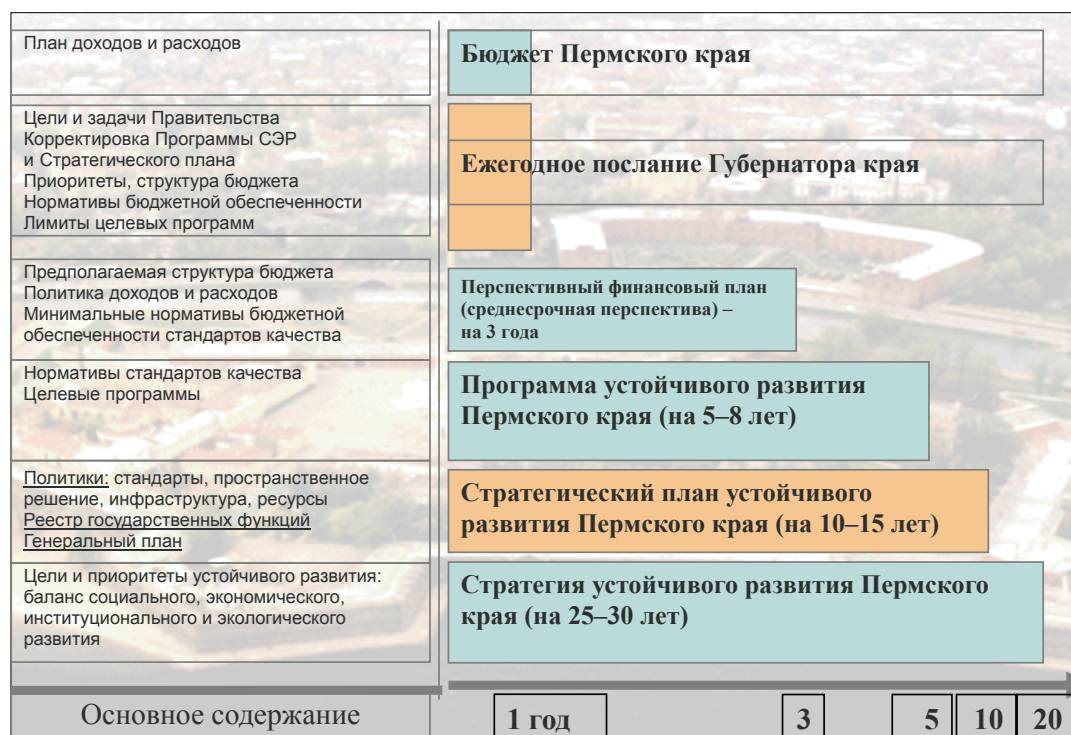 План доходов и расходов
Бюджет Пермского края
Цели и задачи Правительства
Корректировка Программы СЭР
и Стратегического плана
Приоритеты, структура бюджета
Нормативы бюджетной обеспеченности
Лимиты целевых программ
Ежегодное послание Губернатора края
Предполагаемая структура бюджета
Политика доходов и расходов
Минимальные нормативы бюджетной
обеспеченности стандартов качества
Перспективный финансовый план
(среднесрочная перспектива) –
на 3 года
Нормативы стандартов качества
Целевые программы
Программа устойчивого развития
Пермского края (на 5–8 лет)
Политики: стандарты, пространственное
решение, инфраструктура, ресурсы
Реестр государственных функций
Генеральный план
Стратегический план устойчивого
развития Пермского края (на 10–15 лет)
Цели и приоритеты устойчивого развития:
баланс социального, экономического,
институционального и экологического
развития
Стратегия устойчивого развития Пермского
края (на 25–30 лет)
Основное содержание
1 год
3
5
10
20